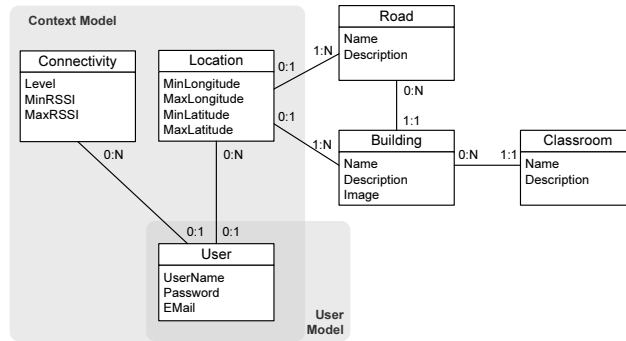 Context Model
Connectivity
Level
MinRSSI
MaxRSSI
Location
MinLongitude
MaxLongitude
MinLatitude
MaxLatitude
Road
Name
Description
0:1
1:N
0:1
1:N
0:N
1:1
Building
Name
Description
Image
0:N
1:1
Classroom
Name
Description
0:N
0:N
0:1
0:1
User
UserName
Password
EMail
User
Model